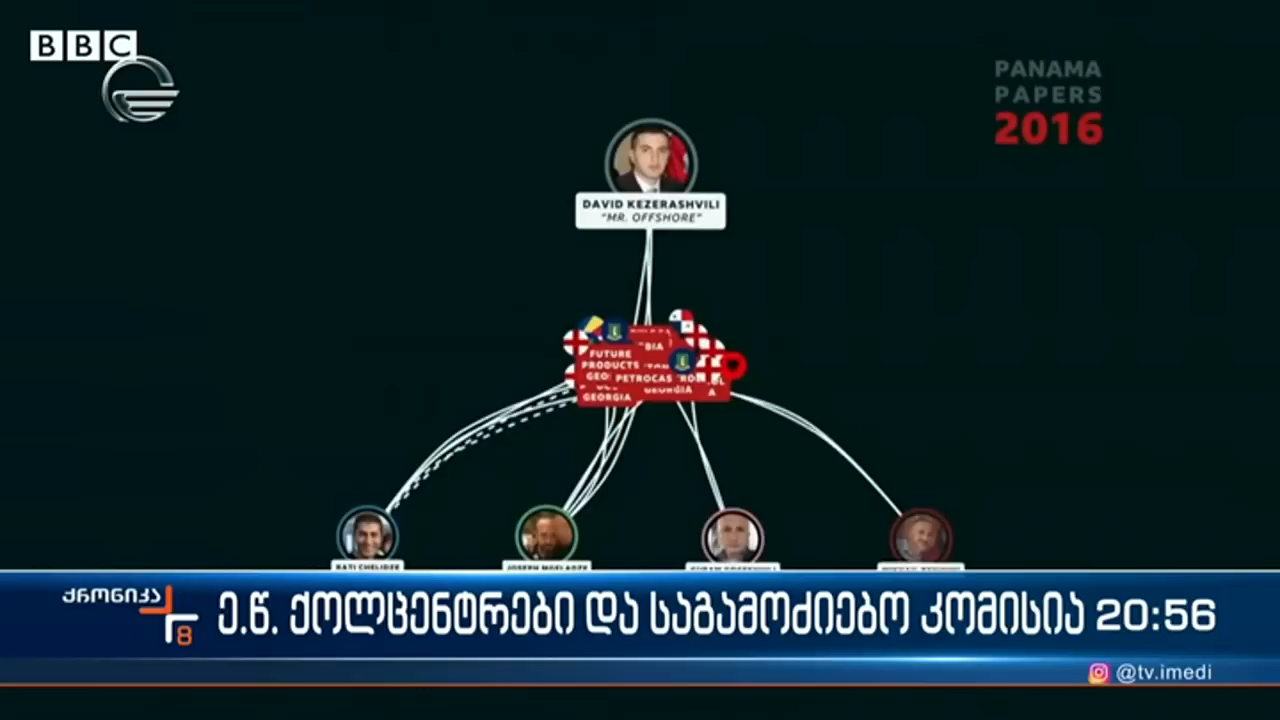 BBC
PANAMA
PAPERS
2016
DAVID KEZERASHVILI
"MR. OFFSHORE"
FUTURE
PRODUCTS
PETROCAS
GEORGIA
GEORGIA
ქრონიკა
8
ე.წ. ქოლცენტრები და საგამოძიებო კომისია 20:56
@tv.imedi